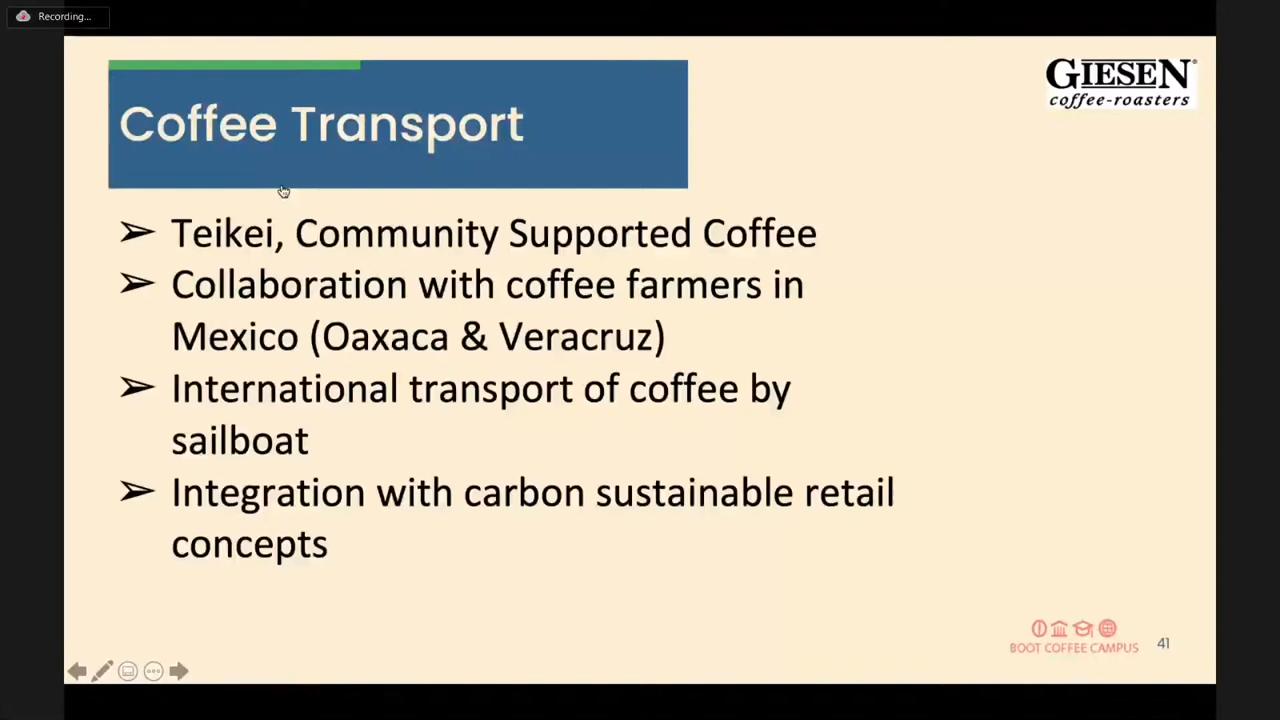 Recording...
GIESEN
coffee-roasters
Coffee Transport
➢ Teikei, Community Supported Coffee
➢ Collaboration with coffee farmers in
Mexico (Oaxaca & Veracruz)
➢ International transport of coffee by
sailboat
➢ Integration with carbon sustainable retail
concepts
BOOT COFFEE CAMPUS
41